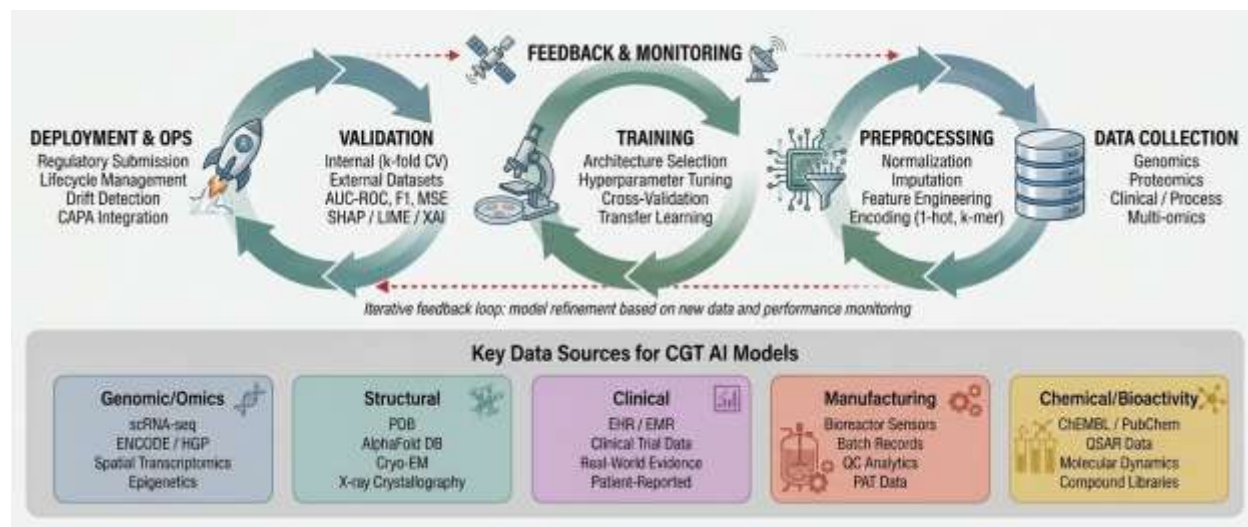 FEEDBACK & MONITORING
DEPLOYMENT & OPS
Regulatory Submission
Lifecycle Management
Drift Detection
CAPA Integration
VALIDATION
Internal (k-fold CV)
External Datasets
AUC-ROC, F1, MSE
SHAP / LIME / XAI
TRAINING
Architecture Selection
Hyperparameter Tuning
Cross-Validation
Transfer Learning
PREPROCESSING
Normalization
Imputation
Feature Engineering
Encoding (1-hot, k-mer)
DATA COLLECTION
Genomics
Proteomics
Clinical / Process
Multi-omics
Iterative feedback loop: model refinement based on new data and performance monitoring
Key Data Sources for CGT AI Models
Genomic/Omics
scRNA-seq
ENCODE / HGP
Spatial Transcriptomics
Epigenetics
Structural
PDB
AlphaFold DB
Cryo-EM
X-ray Crystallography
Clinical
EHR / EMR
Clinical Trial Data
Real-World Evidence
Patient-Reported
Manufacturing
Bioreactor Sensors
Batch Records
QC Analytics
PAT Data
Chemical/Bioactivity
ChEMBL / PubChem
QSAR Data
Molecular Dynamics
Compound Libraries